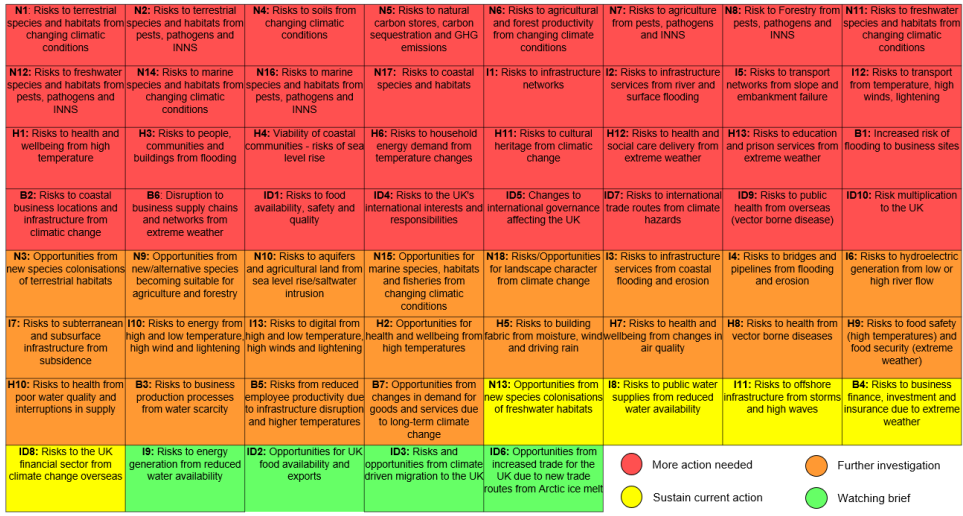 N1: Risks to terrestrial
species and habitats from
changing climatic
conditions
N2: Risks to terrestrial
species and habitats from
pests, pathogens and
INNS
N4: Risks to soils from
changing climatic
conditions
N5: Risks to natural
carbon stores, carbon
sequestration and GHG
emissions
N6: Risks to agricultural
and forest productivity
from changing climate
conditions
N7: Risks to agriculture
from pests, pathogens
and INNS
N8: Risk to Forestry from
pests, pathogens and
INNS
N11: Risks to freshwater
species and habitats from
changing climatic
conditions
N12: Risks to freshwater
species and habitats from
pests, pathogens and
INNS
N14: Risks to marine
species and habitats from
changing climatic
conditions
N16: Risks to marine
species and habitats from
pests, pathogens and
INNS
N17: Risks to coastal
species and habitats
I1: Risks to infrastructure
networks
I2: Risks to infrastructure
services from river and
surface flooding
I5: Risks to transport
networks from slope and
embankment failure
I12: Risks to transport
from temperature, high
winds, lightening
H1: Risks to health and
wellbeing from high
temperature
H3: Risks to people,
communities and
buildings from flooding
H4: Viability of coastal
communities - risks of sea
level rise
H6: Risks to household
energy demand from
temperature changes
H11: Risks to cultural
heritage from climatic
change
H12: Risks to health and
social care delivery from
extreme weather
H13: Risks to education
and prison services from
extreme weather
B1: Increased risk of
flooding to business sites
B2: Risks to coastal
business locations and
infrastructure from
climatic change
B6: Disruption to
business supply chains
and networks from
extreme weather
ID1: Risks to food
availability, safety and
quality
ID4: Risks to the UK's
international interests and
responsibilities
ID5: Changes to
international governance
affecting the UK
ID7: Risks to international
trade routes from climate
hazards
ID9: Risks to public
health from overseas
(vector borne disease)
ID10: Risk multiplication
to the UK
N3: Opportunities from
new species colonisations
of terrestrial habitats
N9: Opportunities from
new/alternative species
becoming suitable for
agriculture and forestry
N10: Risks to aquifers
and agricultural land from
sea level rise/saltwater
intrusion
N15: Opportunities for
marine species, habitats
and fisheries from
changing climatic
conditions
N18: Risks/Opportunities
for landscape character
from climate change
I3: Risks to infrastructure
services from coastal
flooding and erosion
I4: Risks to bridges and
pipelines from flooding
and erosion
I6: Risks to hydroelectric
generation from low or
high river flow
I7: Risks to subterranean
and subsurface
infrastructure from
subsidence
I10: Risks to energy from
high and low temperature,
high wind and lightening
I13: Risks to digital from
high and low temperature,
high winds and lightening
H2: Opportunities for
health and wellbeing from
high temperatures
H5: Risks to building
fabric from moisture, wind
and driving rain
H7: Risks to health and
wellbeing from changes in
air quality
H8: Risks to health from
vector borne diseases
H9: Risks to food safety
(high temperatures) and
food security (extreme
weather)
H10: Risks to health from
poor water quality and
interruptions in supply
B3: Risks to business
production processes
from water scarcity
B5: Risks from reduced
employee productivity due
to infrastructure disruption
and higher temperatures
B7: Opportunities from
changes in demand for
goods and services due
to long-term climate
change
N13: Opportunities from
new species colonisations
of freshwater habitats
I8: Risks to public water
supplies from reduced
water availability
I11: Risks to offshore
infrastructure from storms
and high waves
B4: Risks to business
finance, investment and
insurance due to extreme
weather
ID8: Risks to the UK
financial sector from
climate change overseas
I9: Risks to energy
generation from reduced
water availability
ID2: Opportunities for UK
food availability and
exports
ID3: Risks and
opportunities from climate
driven migration to the UK
ID6: Opportunities from
increased trade for the
UK due to new trade
routes from Arctic ice melt
More action needed
Further investigation
Sustain current action
Watching brief